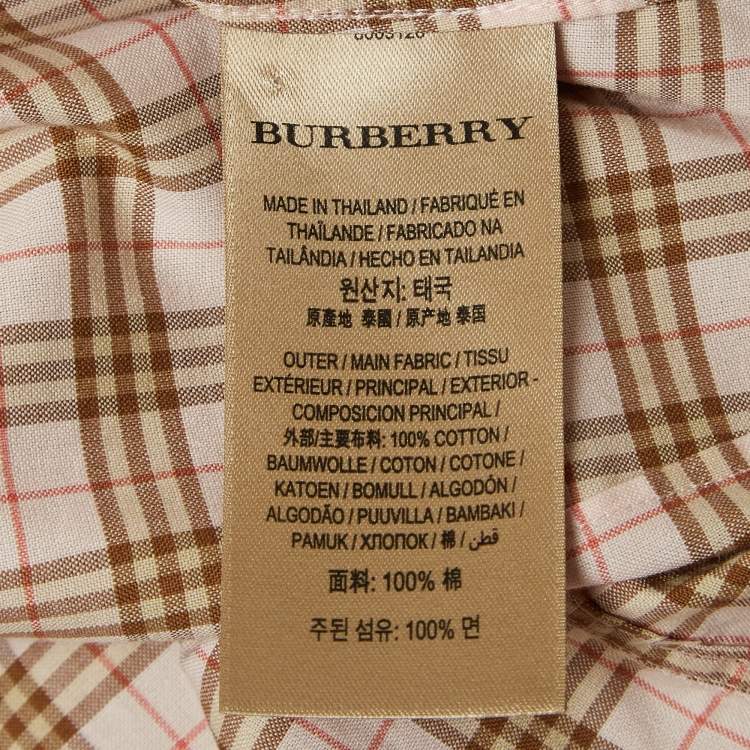 BURBERRY
MADE IN THAILAND / FABRIQUÉ EN
THAÏLANDE / FABRICADO NA
TAILÂNDIA / HECHO EN TAILANDIA
원산지: 태국
原產地 泰國 / 原产地 泰国
OUTER / MAIN FABRIC / TISSU
EXTÉRIEUR / PRINCIPAL / EXTERIOR -
COMPOSICION PRINCIPAL /
外部/主要布料: 100% COTTON /
BAUMWOLLE / COTON / COTONE /
KATOEN / BOMULL / ALGODÓN /
ALGODÃO / PUUVILLA / BAMBAKI /
PAMUK / ХЛОПОК / 棉 / قطن
面料: 100% 棉
주된 섬유: 100% 면